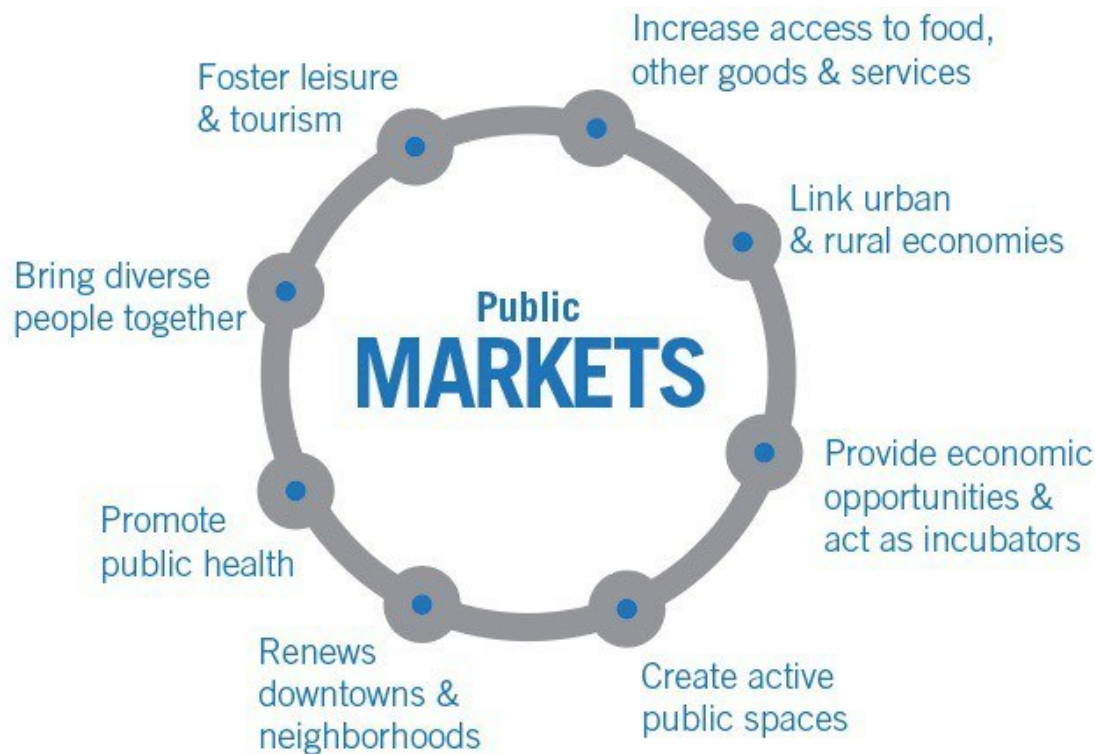 Increase access to food,
other goods & services
Foster leisure
& tourism
Link urban
& rural economies
Bring diverse
people together
Public
MARKETS
Provide economic
opportunities &
act as incubators
Promote
public health
Renews
downtowns &
neighborhoods
Create active
public spaces